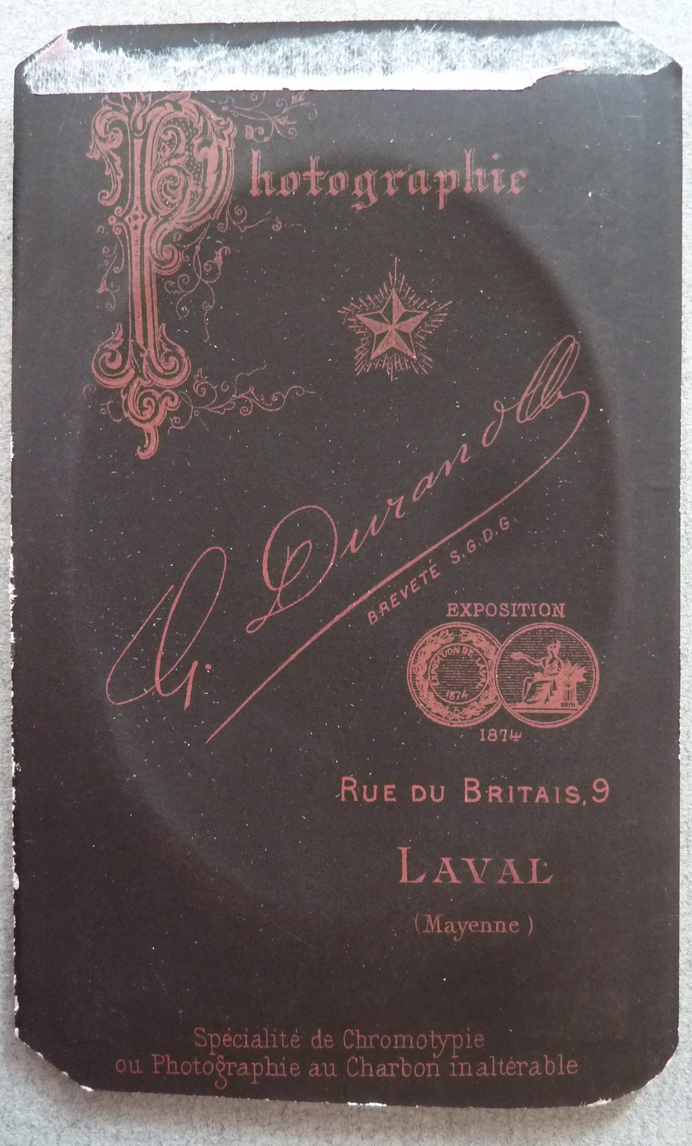 Photographie
G. Durand
BREVETÉ S.G.D.G.
EXPOSITION
1874
1874
RUE DU BRITAIS, 9
LAVAL
(Mayenne)
Spécialité de Chromotypie
ou Photographie au Charbon inaltérable